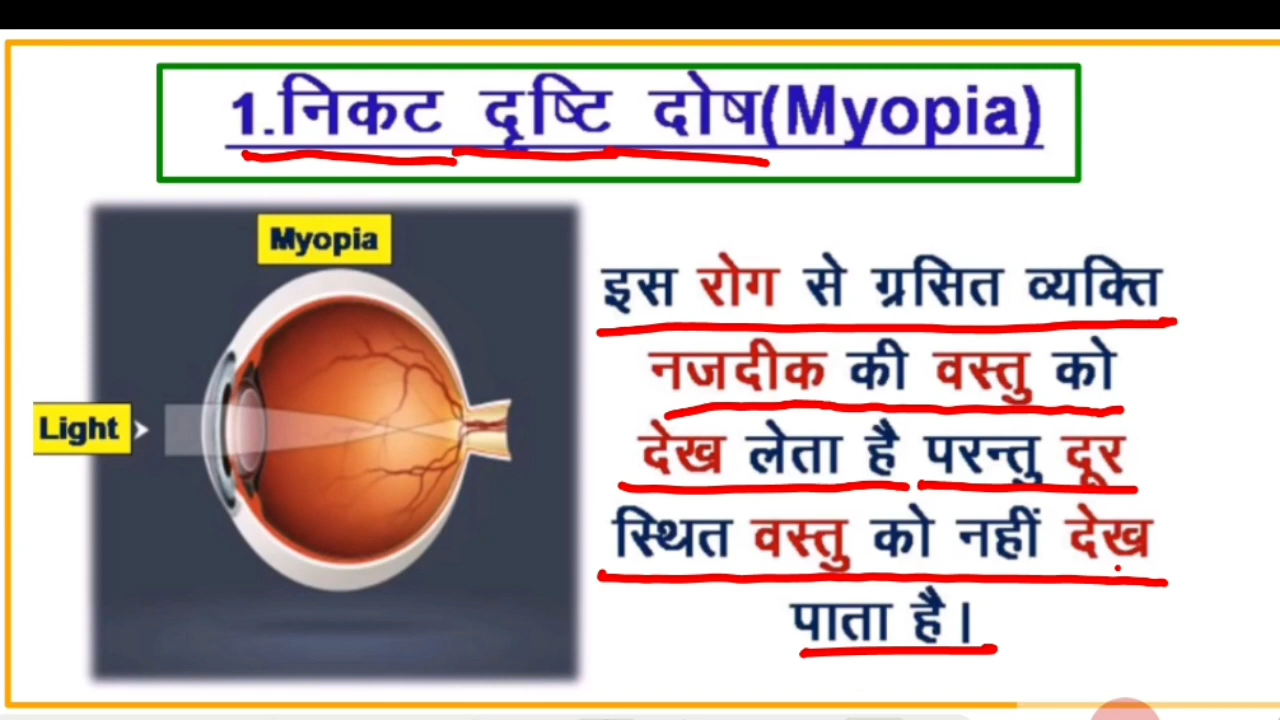 1.निकट दृष्टि दोष(Myopia)
Myopia
Light
इस रोग से ग्रसित व्यक्ति
नजदीक की वस्तु को
देख लेता है परन्तु दूर
स्थित वस्तु को नहीं देख
पाता है।